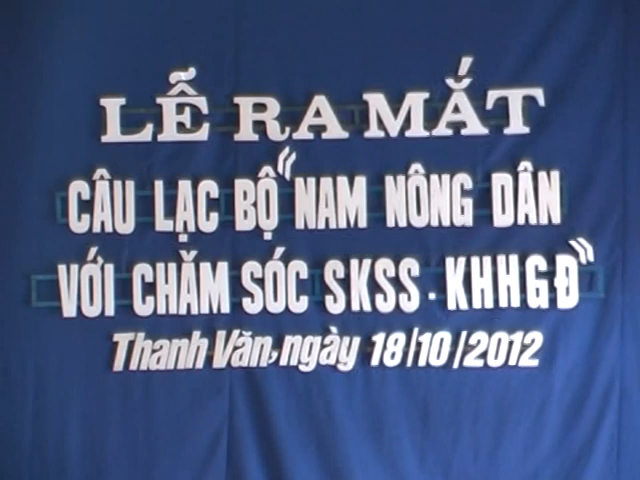 LỄ RA MẮT
CÂU LẠC BỘ "NAM NÔNG DÂN
VỚI CHĂM SÓC SKSS. KHHGĐ"
Thanh Văn, ngày 18/10/2012